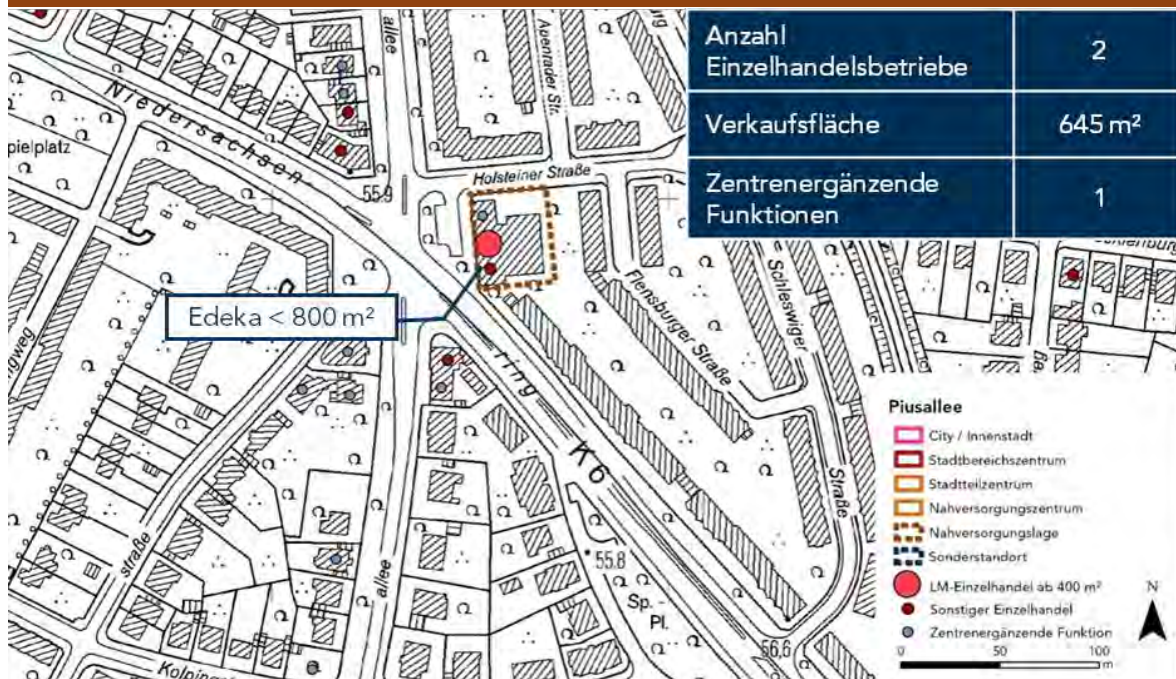 Anzahl
Einzelhandelsbetriebe 2
Verkaufsfläche 645 m²
Zentrenergänzende
Funktionen 1
allee
Apenrader Str.
Niedersachsen
pielplatz
55.9
Holsteiner Straße
Edeka < 800 m²
Flensburger Straße
Schleswiger
Straße
ring
K6
straße
allee
55.8
Sp.-
Pl.
56.6
Piusallee
City / Innenstadt
Stadtbereichszentrum
Stadtteilzentrum
Nahversorgungszentrum
Nahversorgungslage
Sonderstandort
LM-Einzelhandel ab 400 m²
Sonstiger Einzelhandel
Zentrenergänzende Funktion
N
0 50 100
m